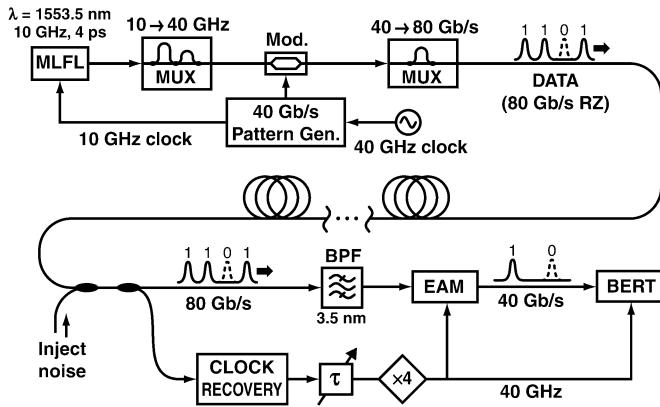 λ = 1553.5 nm
10 GHz, 4 ps
MLFL
10→40 GHz
MUX
Mod.
40→80 Gb/s
MUX
1 1 0 1
DATA
(80 Gb/s RZ)
40 Gb/s
Pattern Gen.
10 GHz clock
40 GHz clock
1 1 0 1
80 Gb/s
BPF
3.5 nm
EAM
1 0
40 Gb/s
BERT
Inject
noise
CLOCK
RECOVERY
τ
×4
40 GHz